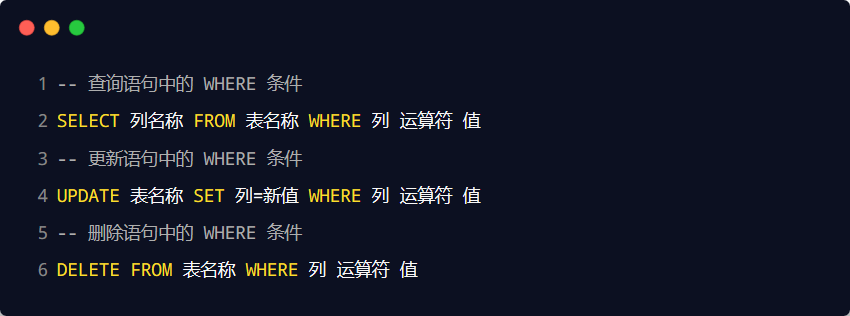 1 -- 查询语句中的 WHERE 条件
2 SELECT 列名称 FROM 表名称 WHERE 列 运算符 值
3 -- 更新语句中的 WHERE 条件
4 UPDATE 表名称 SET 列=新值 WHERE 列 运算符 值
5 -- 删除语句中的 WHERE 条件
6 DELETE FROM 表名称 WHERE 列 运算符 值